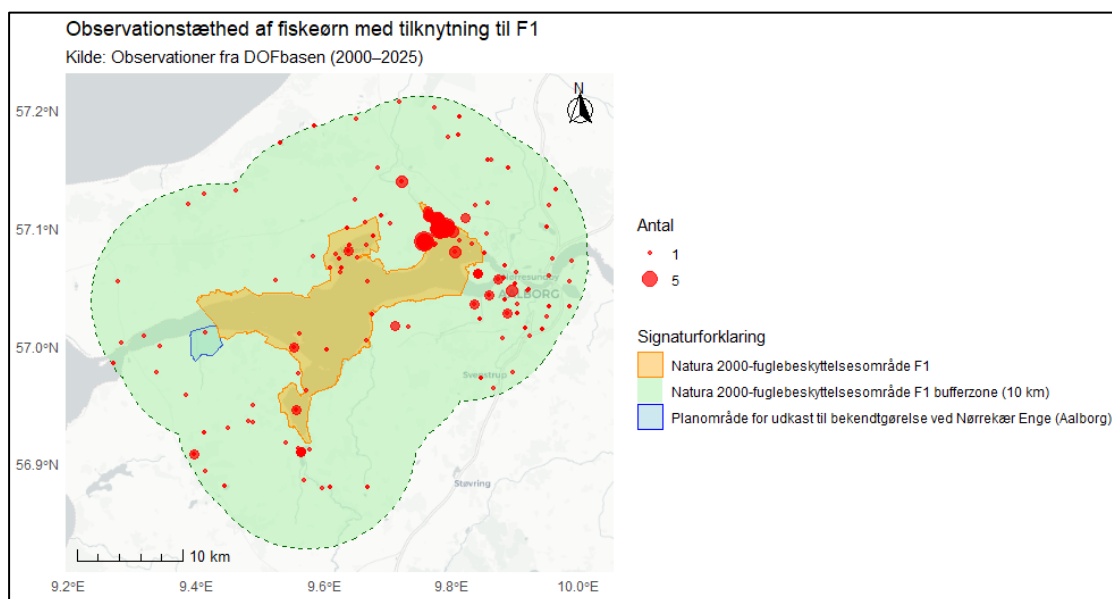 Observationstæthed af fiskeørn med tilknytning til F1
Kilde: Observationer fra DOFbasen (2000–2025)
57.2°N
57.1°N
57.0°N
56.9°N
N
AALBORG
Svenstrup
Støvring
10 km
9.2°E
9.4°E
9.6°E
9.8°E
10.0°E
Antal
1
5
Signaturforklaring
Natura 2000-fuglebeskyttelsesområde F1
Natura 2000-fuglebeskyttelsesområde F1 bufferzone (10 km)
Planområde for udkast til bekendtgørelse ved Nørrekær Enge (Aalborg)